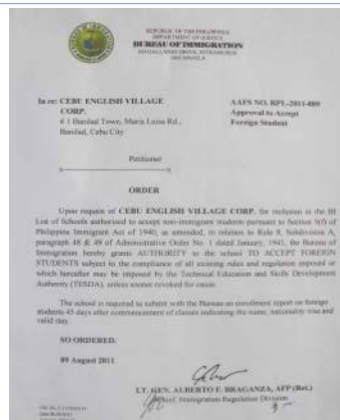 REPUBLIC OF THE PHILIPPINES
DEPARTMENT OF JUSTICE
BUREAU OF IMMIGRATION
MAGALLANES DRIVE, INTRAMUROS
1002 MANILA
In re: CEBU ENGLISH VILLAGE
CORP.
# 1 Banilad Town, Maria Luisa Rd.,
Banilad, Cebu City
AAFS NO. RPL-2011-089
Approval to Accept
Foreign Student
Petitioner
x-------------------------x
ORDER
Upon request of CEBU ENGLISH VILLAGE CORP. for inclusion in the BI
List of Schools authorized to accept non-immigrant students pursuant to Section 9(f) of
Philippine Immigrant Act of 1940, as amended, in relation to Rule 8, Subdivision A,
paragraph 48 & 49 of Administrative Order No. 1 dated January, 1941, the Bureau of
Immigration hereby grants AUTHORITY to the school TO ACCEPT FOREIGN
STUDENTS subject to the compliance of all existing rules and regulation imposed or
which hereafter may be imposed by the Technical Education and Skills Development
Authority (TESDA), unless sooner revoked for cause.
The school is required to submit with the Bureau an enrollment report on foreign
students 45 days after commencement of classes indicating the name, nationality visa and
valid stay.
SO ORDERED.
09 August 2011
LT. GEN. ALBERTO F. BRAGANZA, AFP (Ret.)
Chief, Immigration Regulation Division